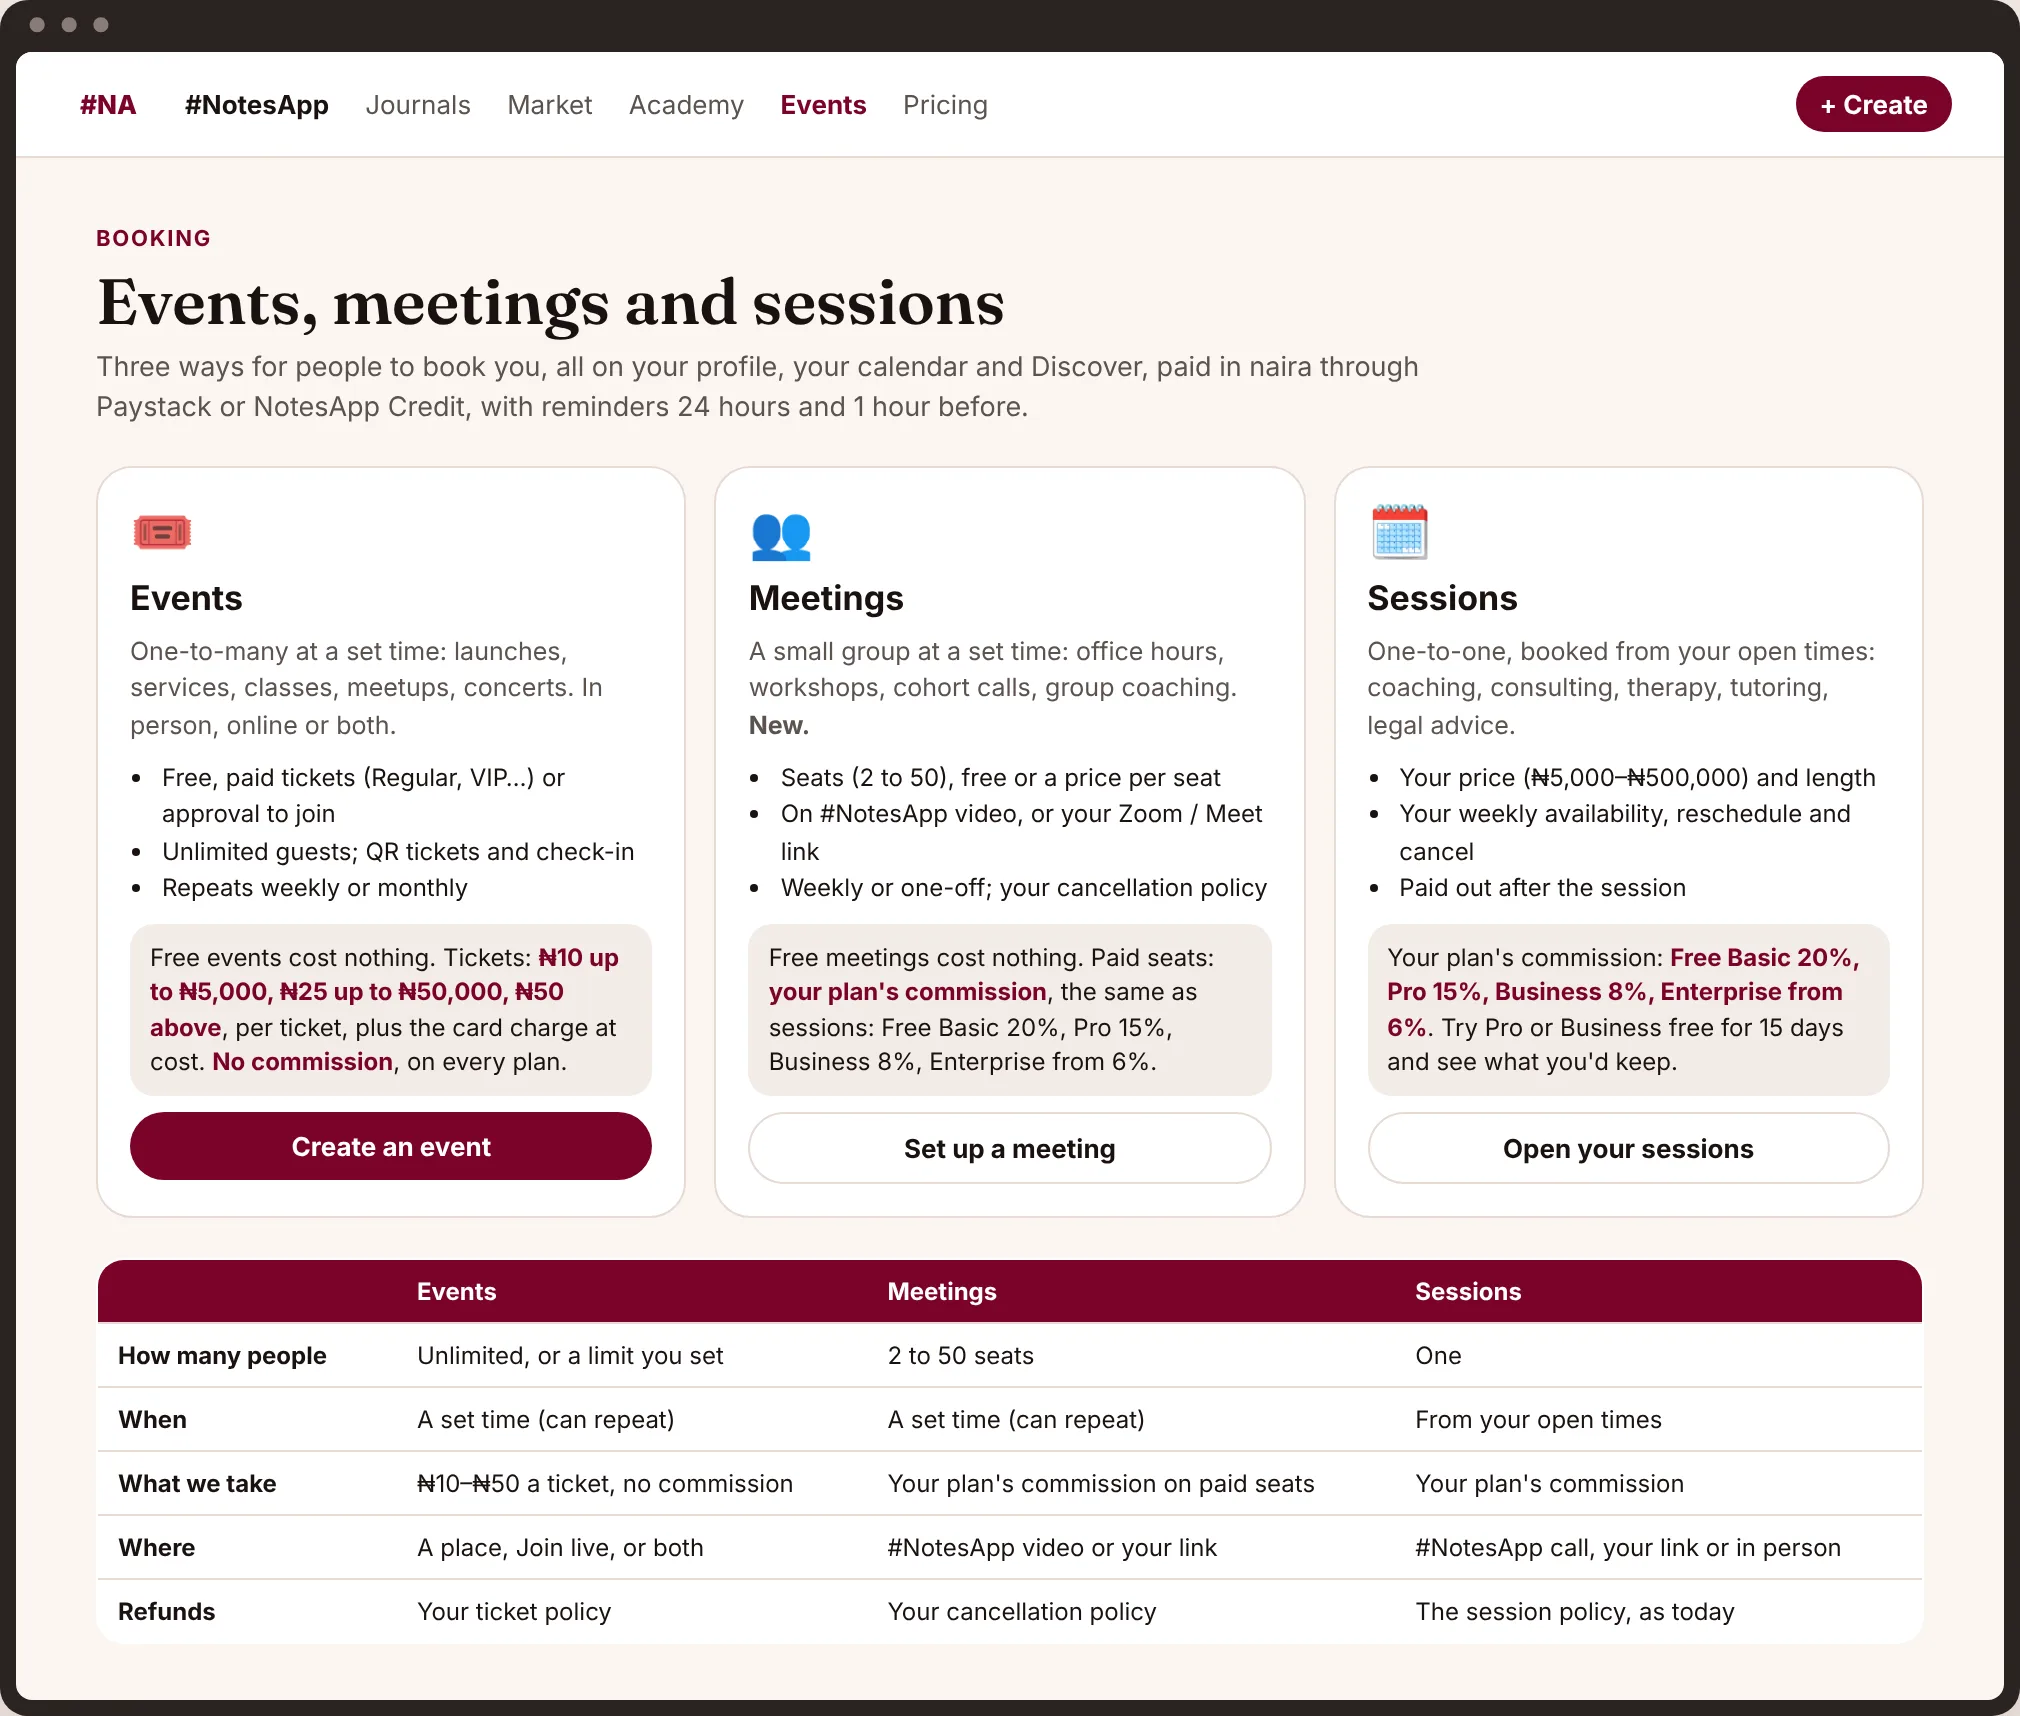 #NA #NotesApp Journals Market Academy Events Pricing + Create
BOOKING
Events, meetings and sessions
Three ways for people to book you, all on your profile, your calendar and Discover, paid in naira through
Paystack or NotesApp Credit, with reminders 24 hours and 1 hour before.
Events
One-to-many at a set time: launches,
services, classes, meetups, concerts. In
person, online or both.
• Free, paid tickets (Regular, VIP…) or
approval to join
• Unlimited guests; QR tickets and check-in
• Repeats weekly or monthly
Free events cost nothing. Tickets: ₦10 up
to ₦5,000, ₦25 up to ₦50,000, ₦50
above, per ticket, plus the card charge at
cost. No commission, on every plan.
Create an event
Meetings
A small group at a set time: office hours,
workshops, cohort calls, group coaching.
New.
• Seats (2 to 50), free or a price per seat
• On #NotesApp video, or your Zoom / Meet
link
• Weekly or one-off; your cancellation policy
Free meetings cost nothing. Paid seats:
your plan's commission, the same as
sessions: Free Basic 20%, Pro 15%,
Business 8%, Enterprise from 6%.
Set up a meeting
Sessions
One-to-one, booked from your open times:
coaching, consulting, therapy, tutoring,
legal advice.
• Your price (₦5,000–₦500,000) and length
• Your weekly availability, reschedule and
cancel
• Paid out after the session
Your plan's commission: Free Basic 20%,
Pro 15%, Business 8%, Enterprise from
6%. Try Pro or Business free for 15 days
and see what you'd keep.
Open your sessions
Events Meetings Sessions
How many people Unlimited, or a limit you set 2 to 50 seats One
When A set time (can repeat) A set time (can repeat) From your open times
What we take ₦10–₦50 a ticket, no commission Your plan's commission on paid seats Your plan's commission
Where A place, Join live, or both #NotesApp video or your link #NotesApp call, your link or in person
Refunds Your ticket policy Your cancellation policy The session policy, as today